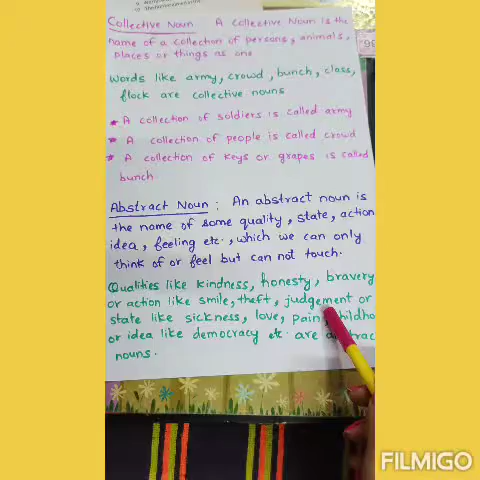 Collective Noun : A Collective Noun is the
name of a collection of persons, animals,
places or things as one
Words like army, crowd, bunch, class,
flock are collective nouns
* A collection of soldiers is called army
* A collection of people is called crowd
* A collection of keys or grapes is called
bunch
Abstract Noun : An abstract noun is
the name of some quality, state, action
idea, feeling etc., which we can only
think of or feel but can not touch.
Qualities like kindness, honesty, bravery
or action like smile, theft, judgement or
state like sickness, love, pain,
or idea like democracy etc. are
nouns.
FILMIGO